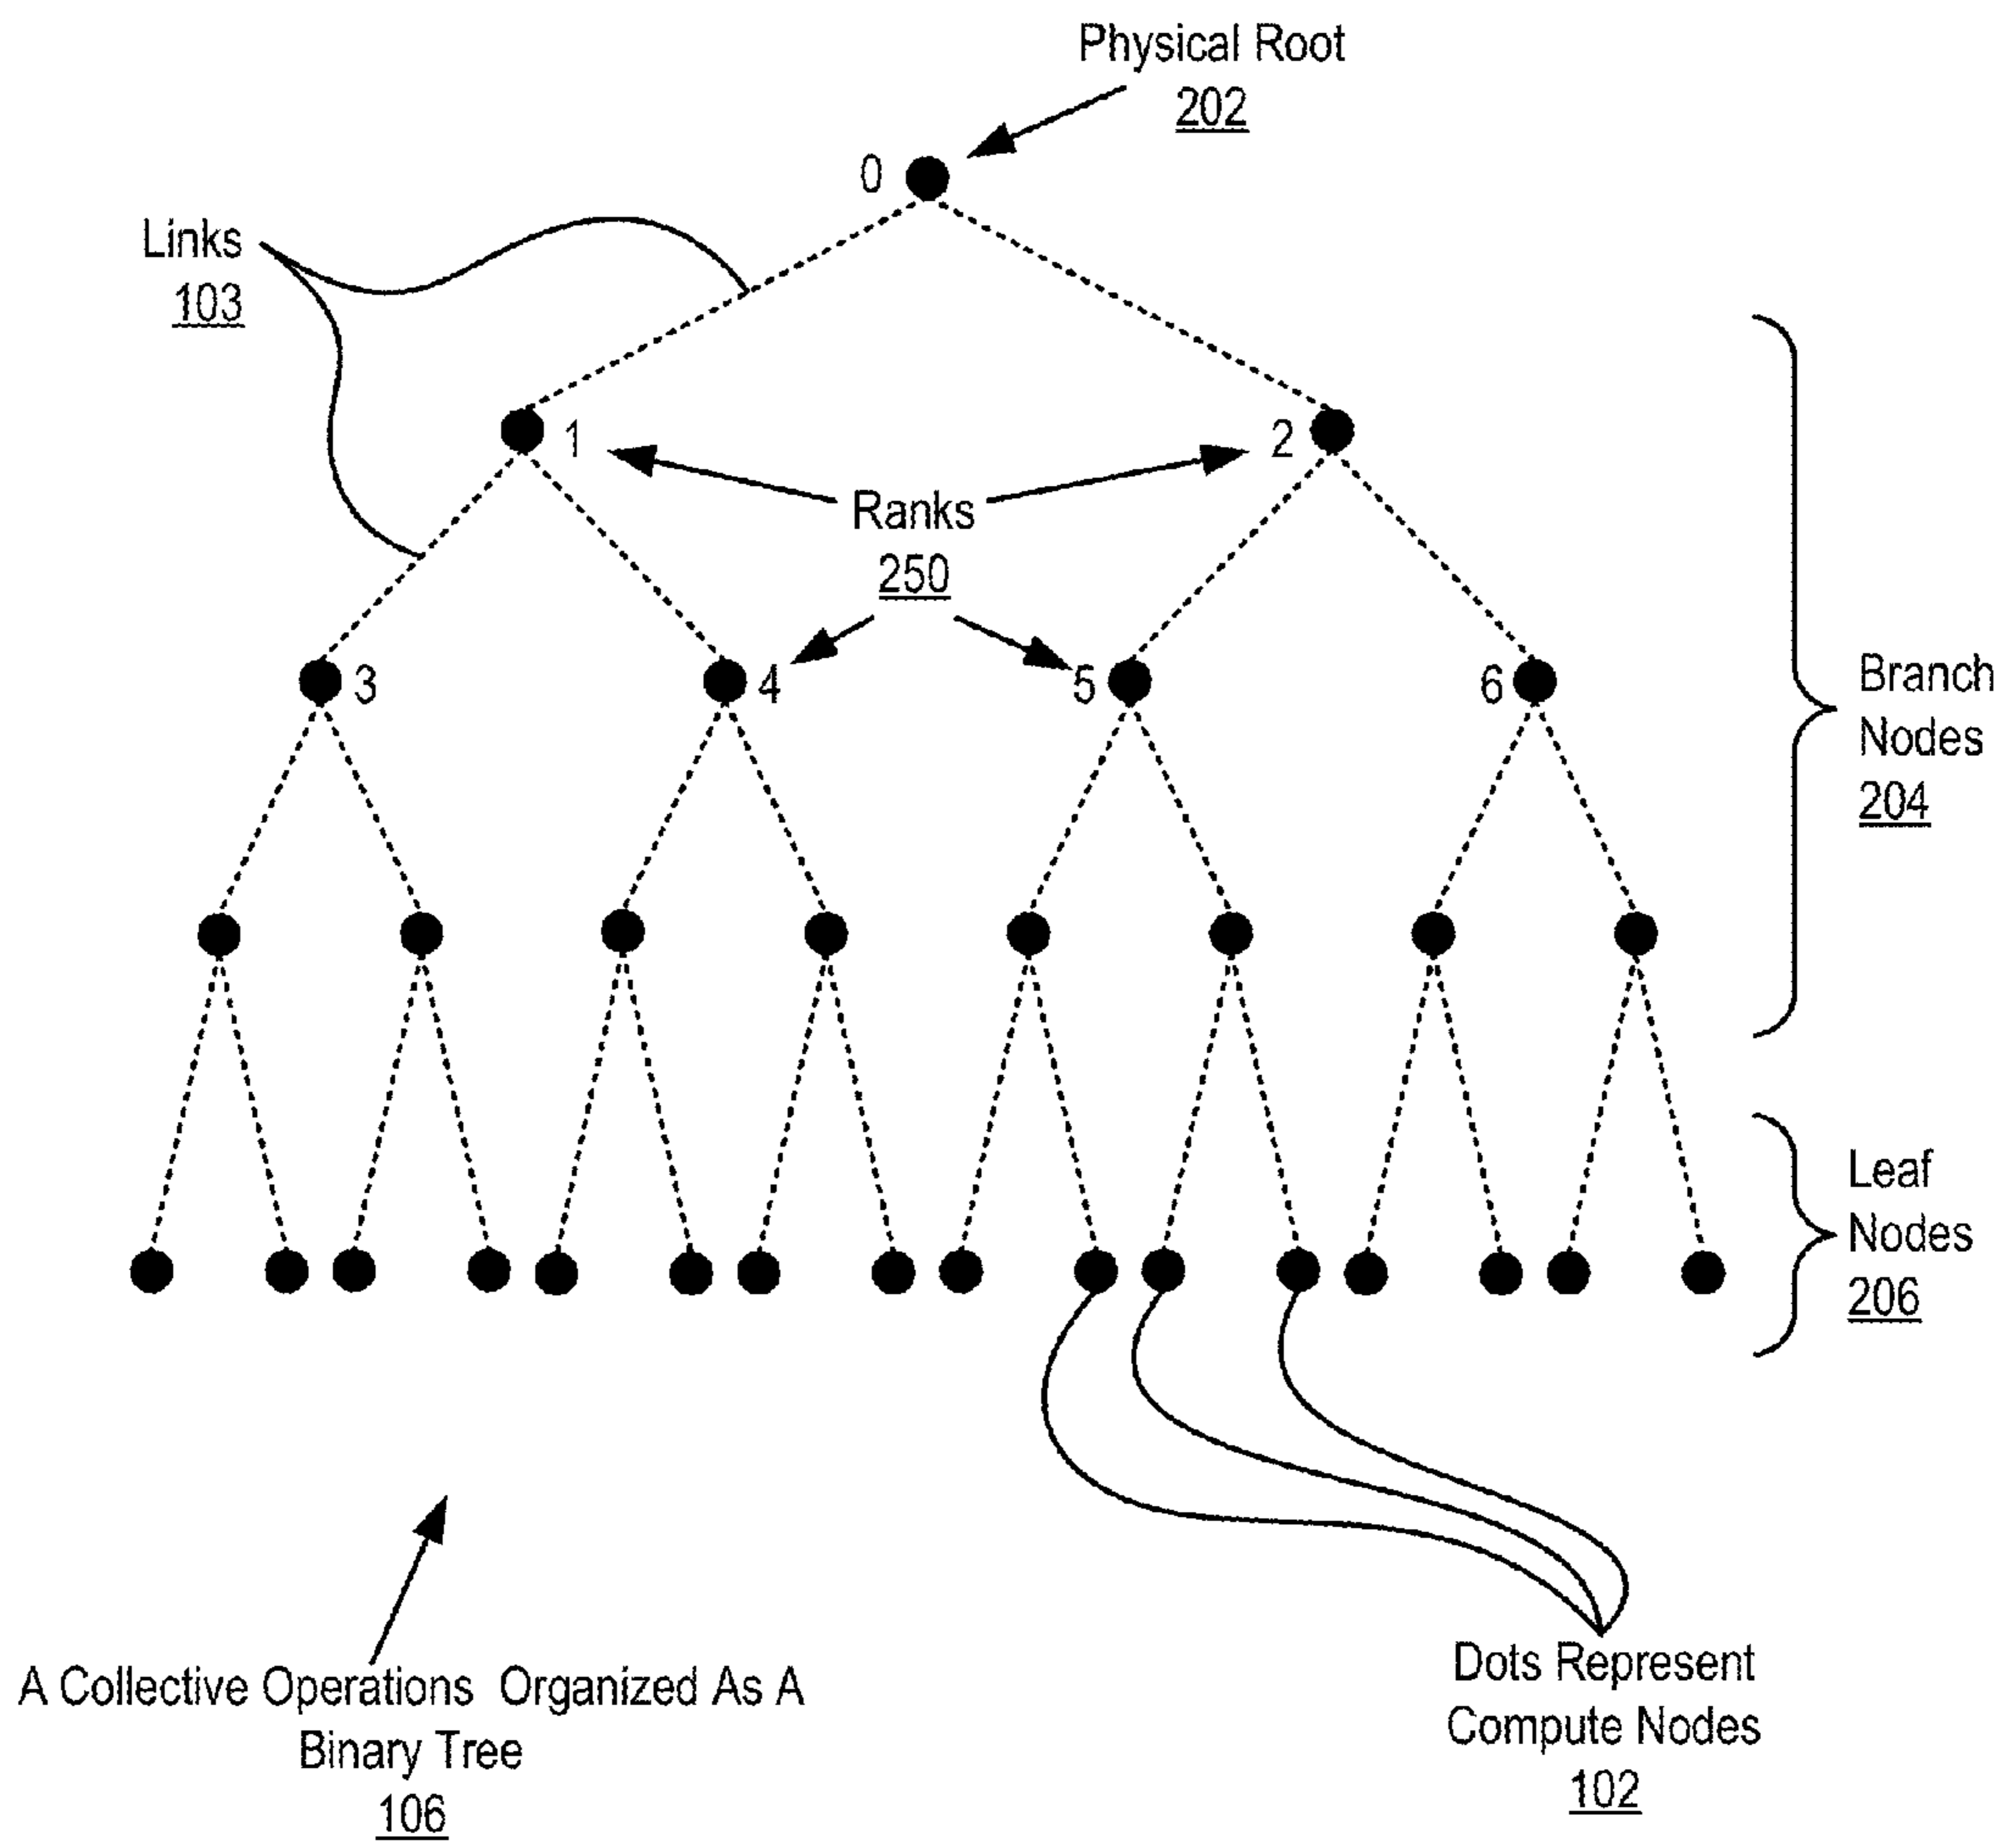 Physical Root
202
0
Links
103
1
2
Ranks
250
3
4
5
6
Branch
Nodes
204
Leaf
Nodes
206
A Collective Operations Organized As A
Binary Tree
106
Dots Represent
Compute Nodes
102